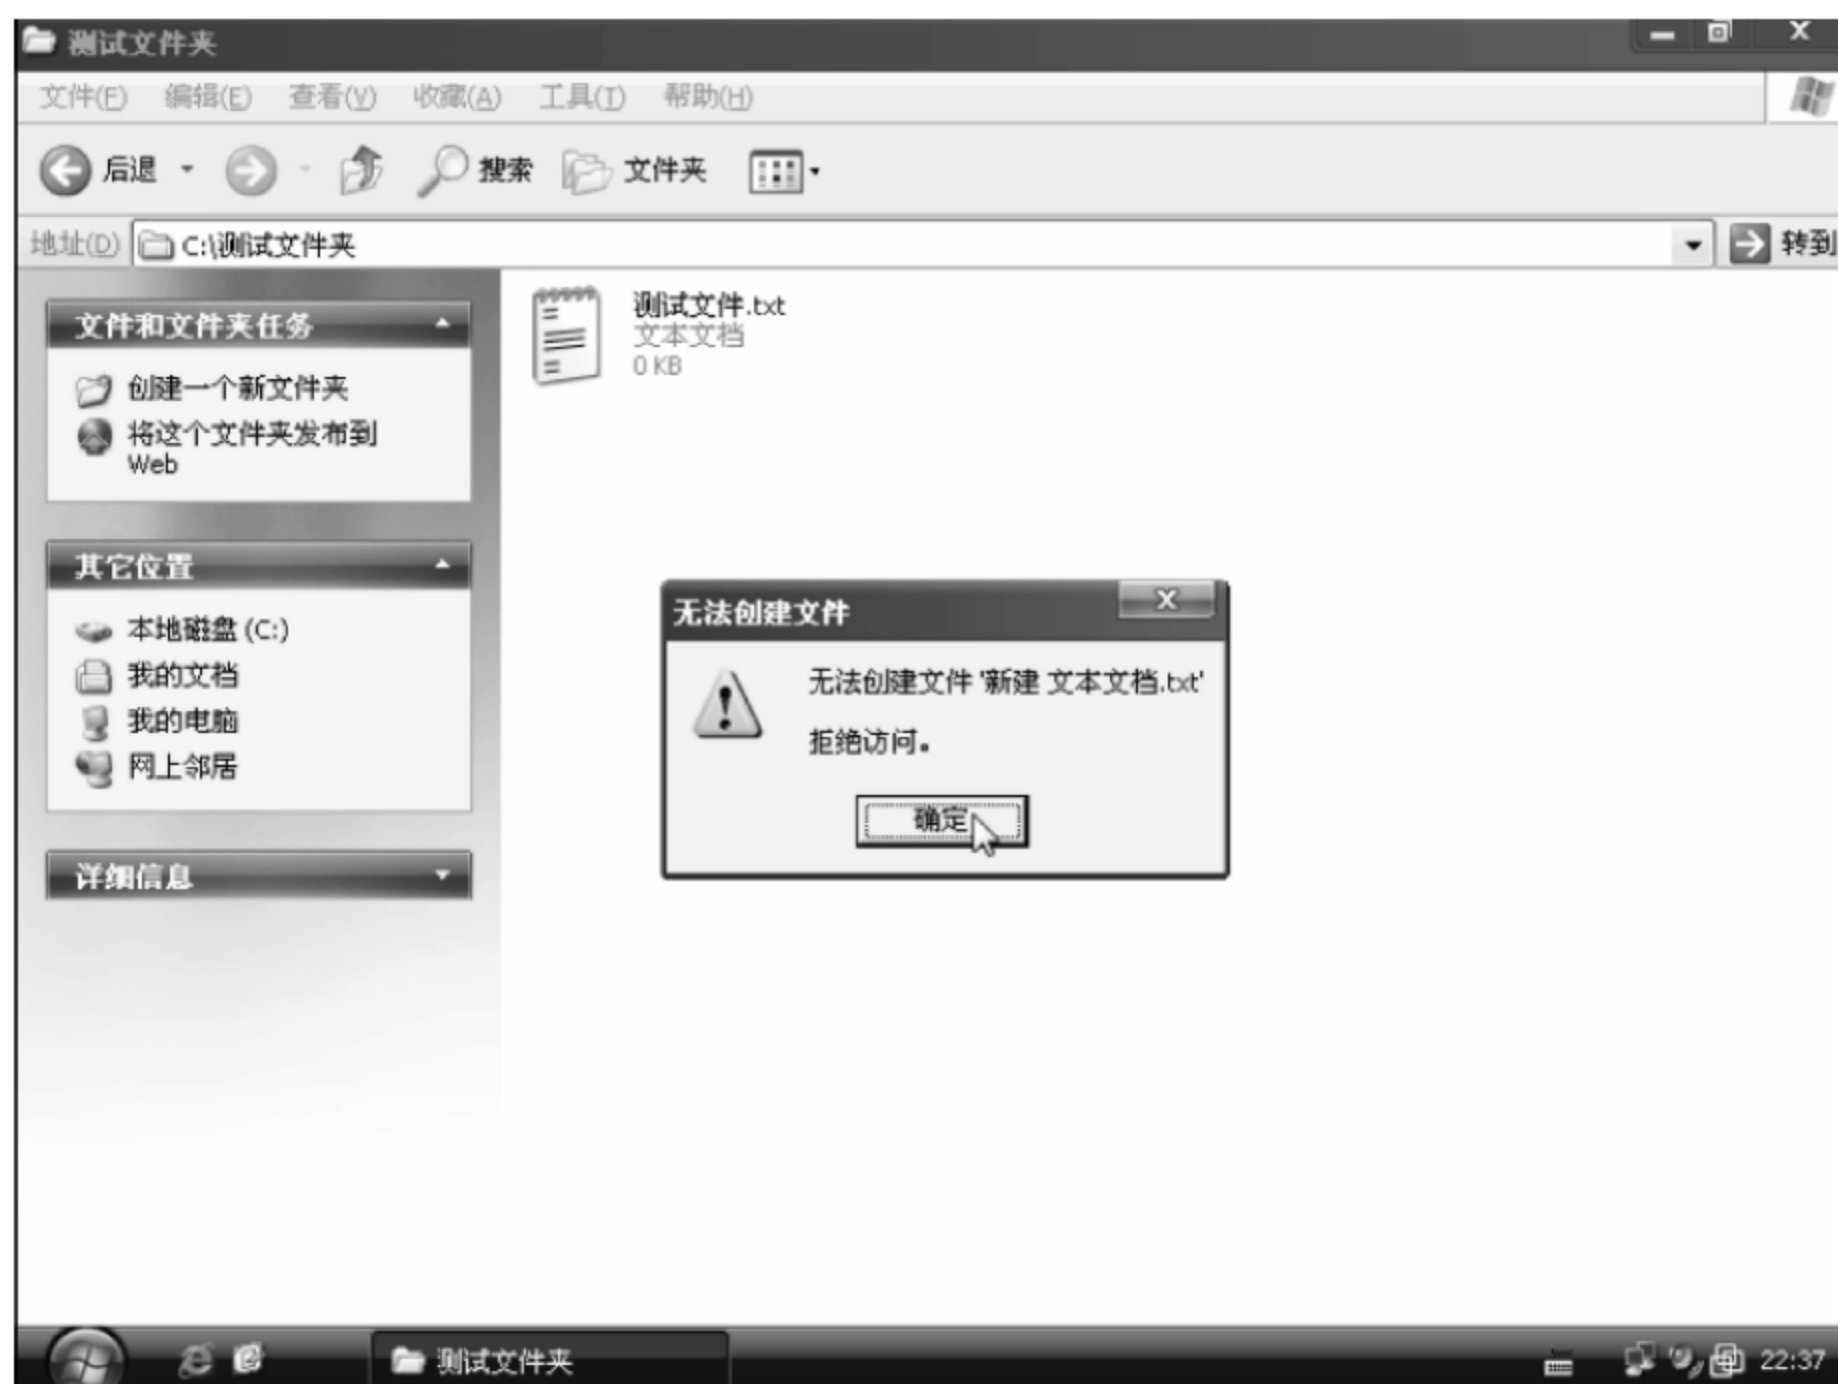 测试文件夹
文件(F) 编辑(E) 查看(V) 收藏(A) 工具(T) 帮助(H)
后退 搜索 文件夹
地址(D) C:\测试文件夹 转到
文件和文件夹任务
创建一个新文件夹
将这个文件夹发布到
Web
其它位置
本地磁盘 (C:)
我的文档
我的电脑
网上邻居
详细信息
测试文件.txt
文本文档
0 KB
无法创建文件
无法创建文件 '新建 文本文档.txt'
拒绝访问。
确定
测试文件夹
22:37